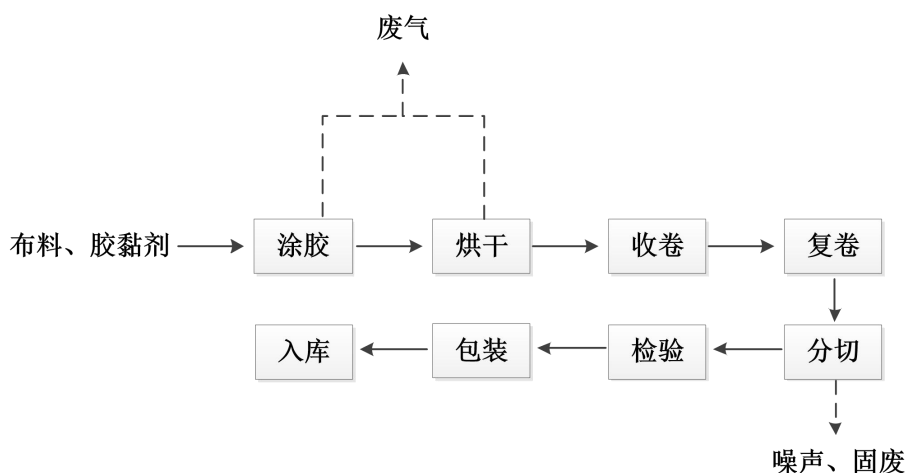 废气
布料、胶黏剂
涂胶
烘干
收卷
复卷
入库
包装
检验
分切
噪声、固废